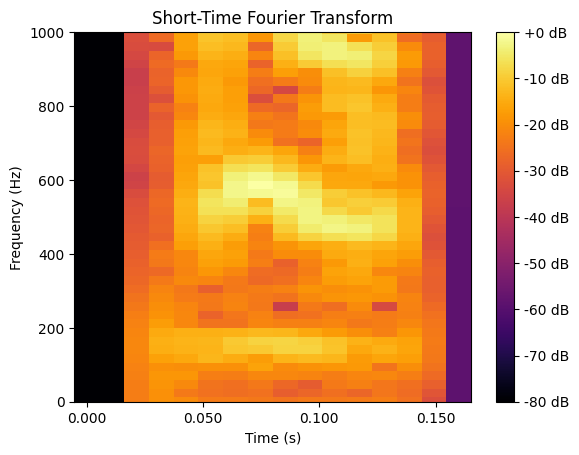 Short-Time Fourier Transform
1000
800
600
400
200
0
Frequency (Hz)
0.000
0.050
0.100
0.150
Time (s)
+0 dB
-10 dB
-20 dB
-30 dB
-40 dB
-50 dB
-60 dB
-70 dB
-80 dB